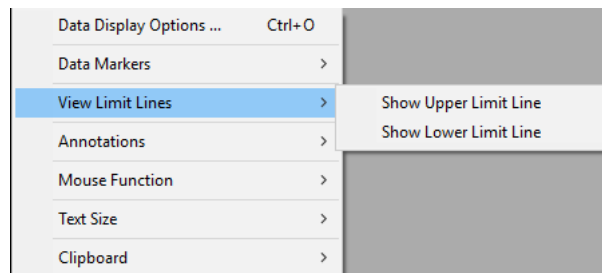 Data Display Options ... Ctrl+O
Data Markers
View Limit Lines
Show Upper Limit Line
Show Lower Limit Line
Annotations
Mouse Function
Text Size
Clipboard